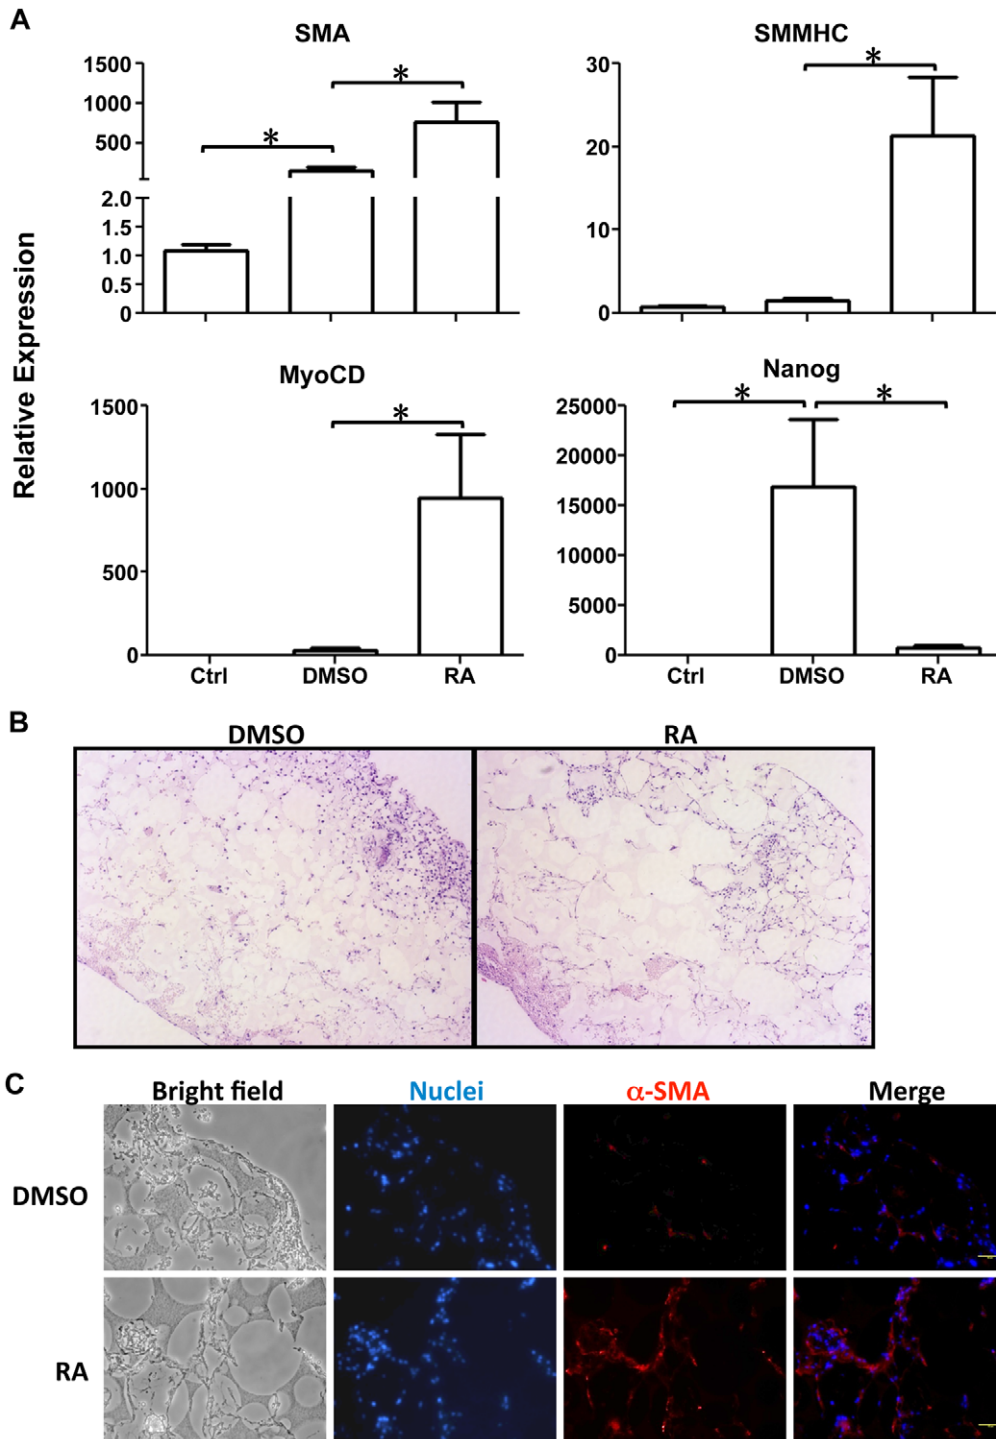 A
SMA
SMMHC
Relative Expression
1500
1000
500
2.0
1.5
1.0
0.5
0
*
*
30
20
10
0
*
MyoCD
Nanog
1500
1000
500
0
*
Ctrl DMSO RA
25000
20000
15000
10000
5000
0
*
*
Ctrl DMSO RA
B
DMSO RA
C
Bright field Nuclei α-SMA Merge
DMSO
RA